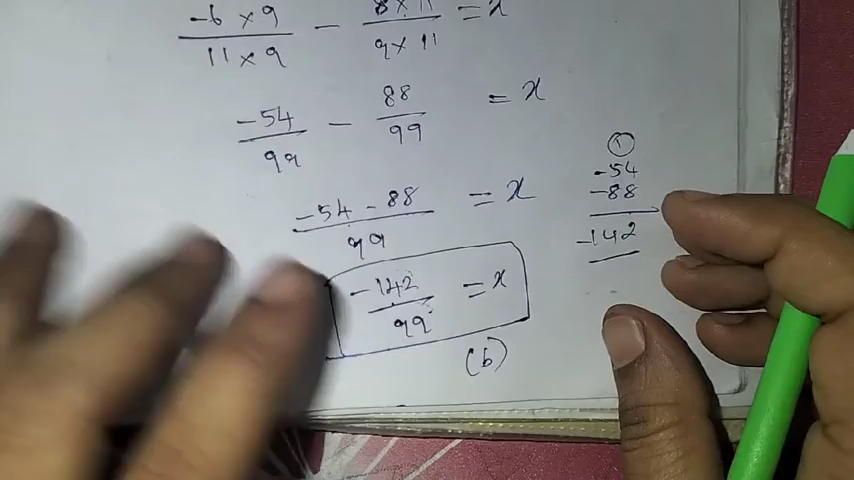 -6 × 9 / 11 × 9 - 8 × 11 / 9 × 11 = x
-54 / 99 - 88 / 99 = x
-54 - 88 / 99 = x
-142 / 99 = x
(b)
1
-54
-88
-142